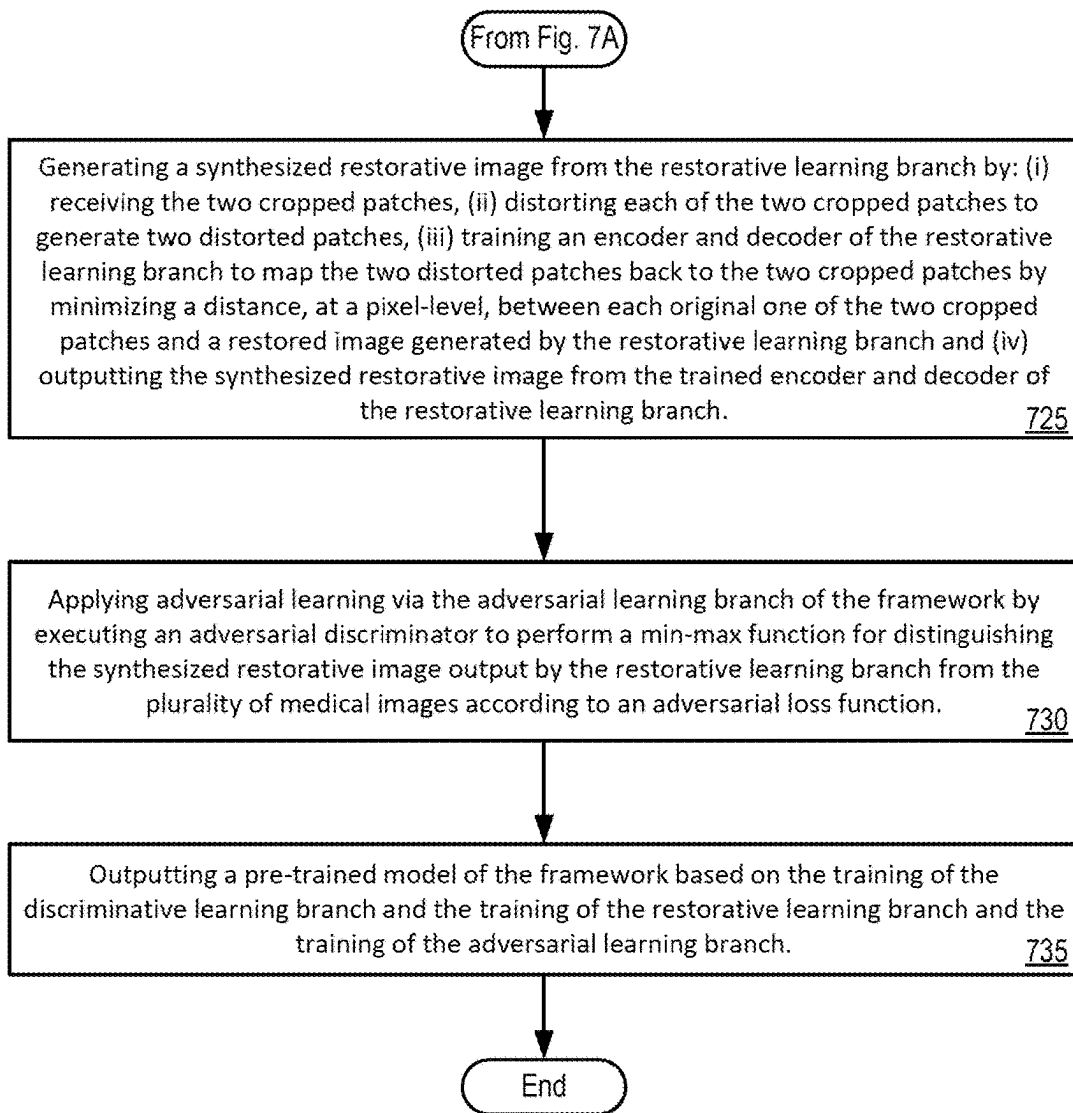 From Fig. 7A
Generating a synthesized restorative image from the restorative learning branch by: (i)
receiving the two cropped patches, (ii) distorting each of the two cropped patches to
generate two distorted patches, (iii) training an encoder and decoder of the restorative
learning branch to map the two distorted patches back to the two cropped patches by
minimizing a distance, at a pixel-level, between each original one of the two cropped
patches and a restored image generated by the restorative learning branch and (iv)
outputting the synthesized restorative image from the trained encoder and decoder of
the restorative learning branch.
725
Applying adversarial learning via the adversarial learning branch of the framework by
executing an adversarial discriminator to perform a min-max function for distinguishing
the synthesized restorative image output by the restorative learning branch from the
plurality of medical images according to an adversarial loss function.
730
Outputting a pre-trained model of the framework based on the training of the
discriminative learning branch and the training of the restorative learning branch and the
training of the adversarial learning branch.
735
End